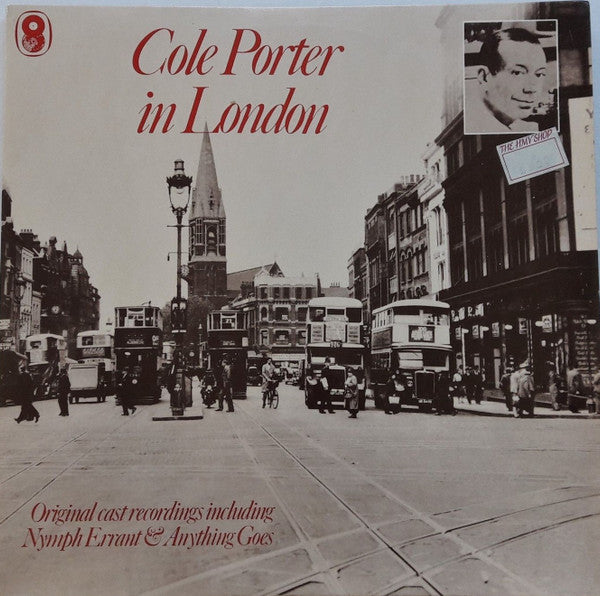 Cole Porter
in London
THE HMV SHOP
Original cast recordings including
Nymph Errant & Anything Goes